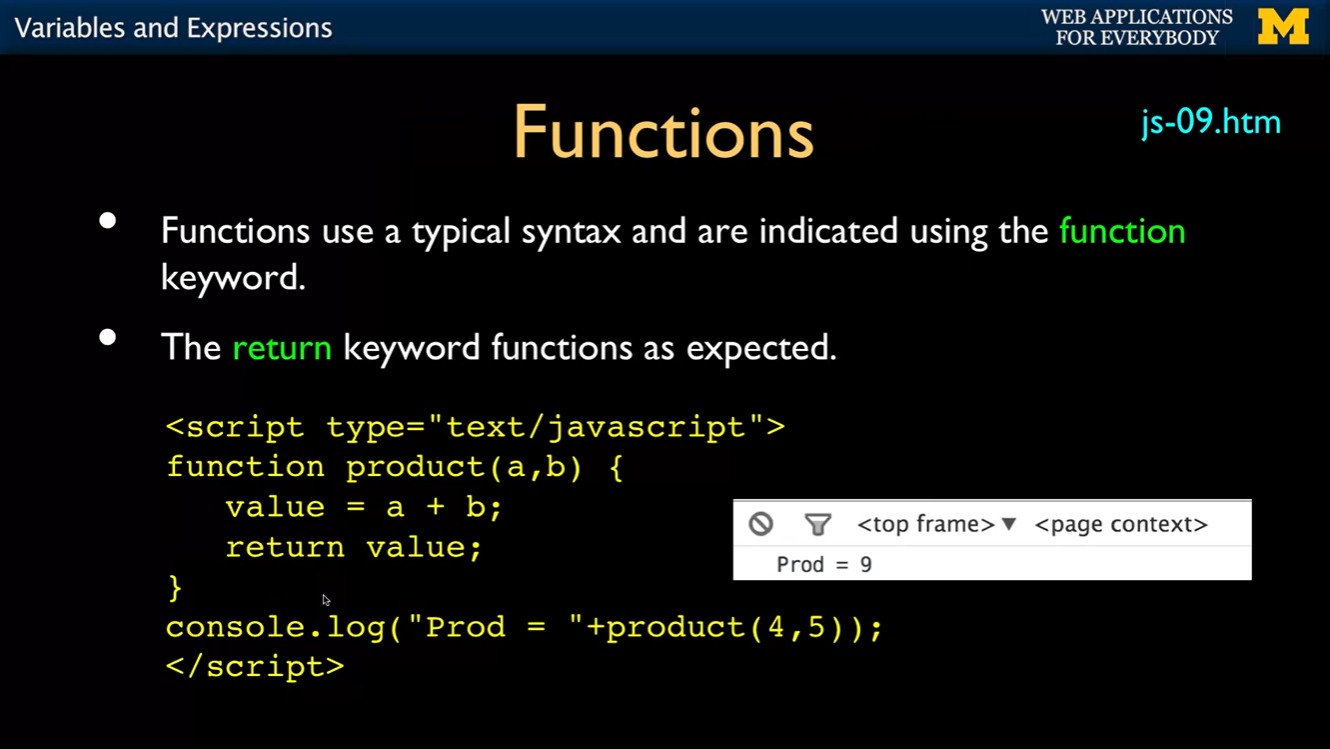 Variables and Expressions
WEB APPLICATIONS
FOR EVERYBODY
M
Functions
js-09.htm
• Functions use a typical syntax and are indicated using the function
keyword.
• The return keyword functions as expected.
<script type="text/javascript">
function product(a,b) {
   value = a + b;
   return value;
}
console.log("Prod = "+product(4,5));
</script>
<top frame>▼ <page context>
Prod = 9